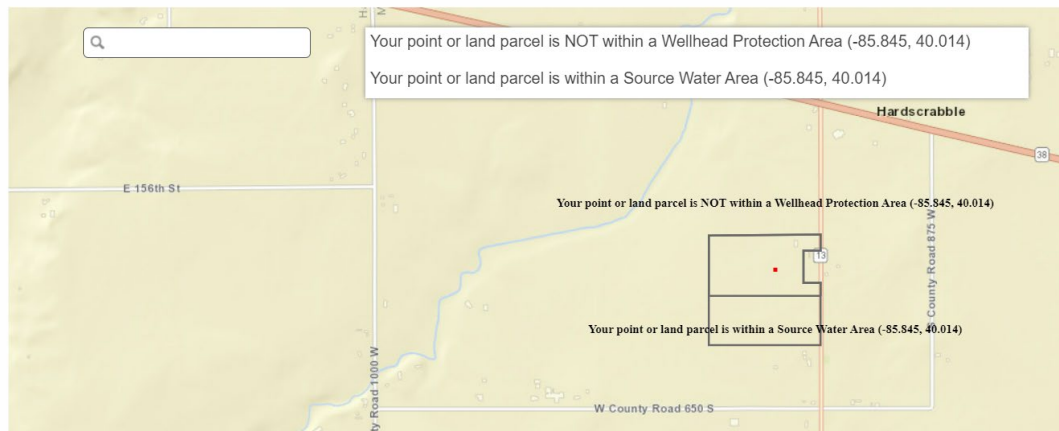 H
M
Your point or land parcel is NOT within a Wellhead Protection Area (-85.845, 40.014)
Your point or land parcel is within a Source Water Area (-85.845, 40.014)
Hardscrabble
38
E 156th St
Your point or land parcel is NOT within a Wellhead Protection Area (-85.845, 40.014)
13
S County Road 875 W
Your point or land parcel is within a Source Water Area (-85.845, 40.014)
ty Road 1000 W
W County Road 650 S